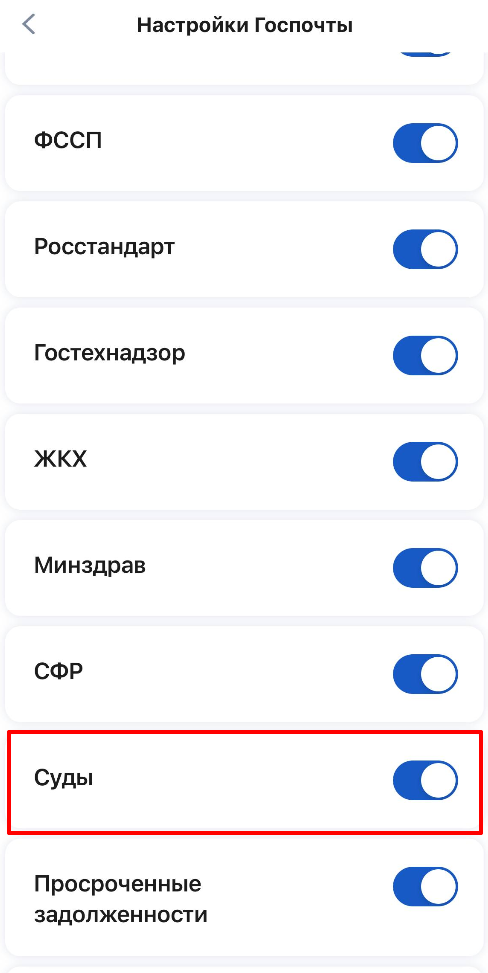 Настройки Госпочты
ФССП
Росстандарт
Гостехнадзор
ЖКХ
Минздрав
СФР
Суды
Просроченные
задолженности